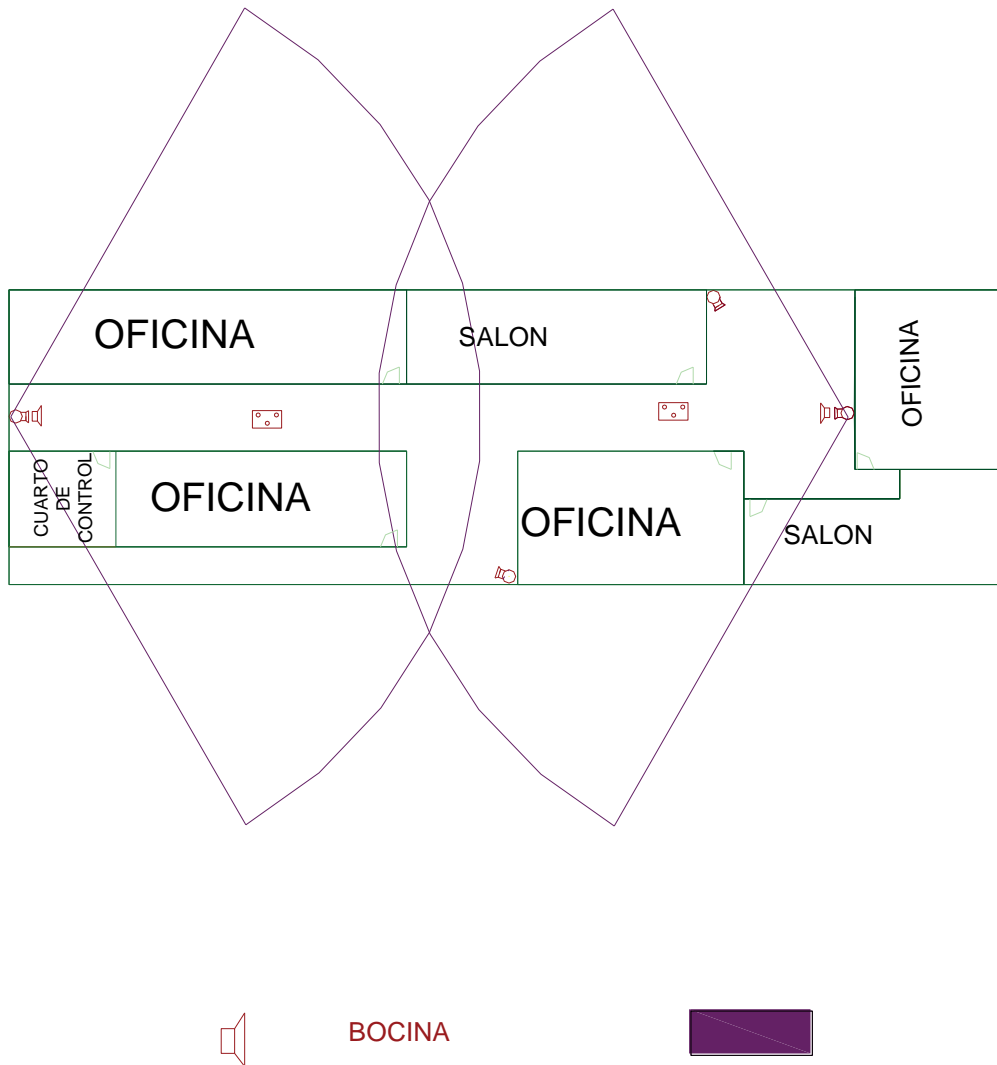 OFICINA
SALON
OFICINA
CUARTO
DE
CONTROL
OFICINA
OFICINA
SALON
BOCINA